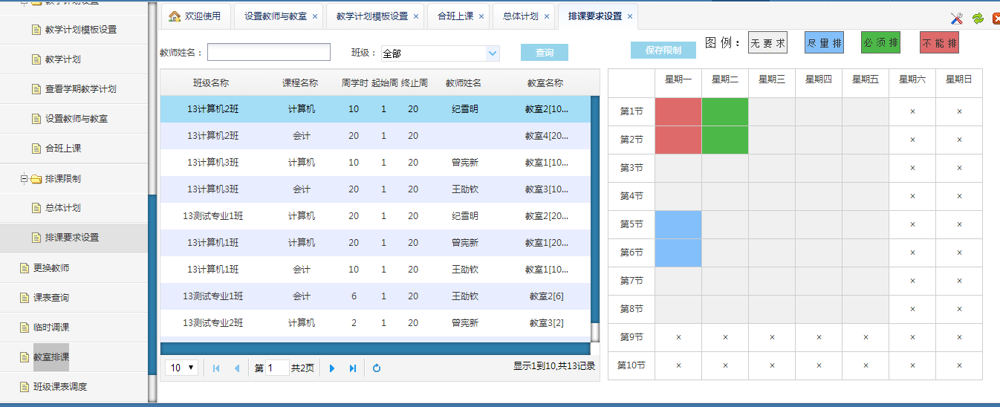 教学计划设置
教学计划模板设置
教学计划
查看学期教学计划
设置教师与教室
合班上课
排课限制
总体计划
排课要求设置
更换教师
课表查询
临时调课
教室排课
班级课表调度
欢迎使用 设置教师与教室 × 教学计划模板设置 × 合班上课 × 总体计划 × 排课要求设置 ×
教师姓名： 班级： 全部 查询
班级名称 课程名称 周学时 起始周 终止周 教师姓名 教室名称
13计算机2班 计算机 10 1 20 纪雪明 教室2[10...
13计算机2班 会计 20 1 20 教室4[20...
13计算机3班 计算机 10 1 20 曾宪新 教室1[10...
13计算机3班 会计 20 1 20 王劭钦 教室3[10...
13测试专业1班 计算机 20 1 20 纪雪明 教室2[20...
13计算机1班 计算机 20 1 20 曾宪新 教室1[20...
13计算机1班 会计 10 1 20 王劭钦 教室1[10...
13测试专业1班 会计 6 1 20 王劭钦 教室2[6]
13测试专业2班 计算机 2 1 20 曾宪新 教室3[2]
10 第 1 共2页 显示1到10,共13记录
保存限制 图例： 无要求 尽量排 必须排 不能排
星期一 星期二 星期三 星期四 星期五 星期六 星期日
第1节 × ×
第2节 × ×
第3节 × ×
第4节 × ×
第5节 × ×
第6节 × ×
第7节 × ×
第8节 × ×
第9节 × × × × × × ×
第10节 × × × × × × ×